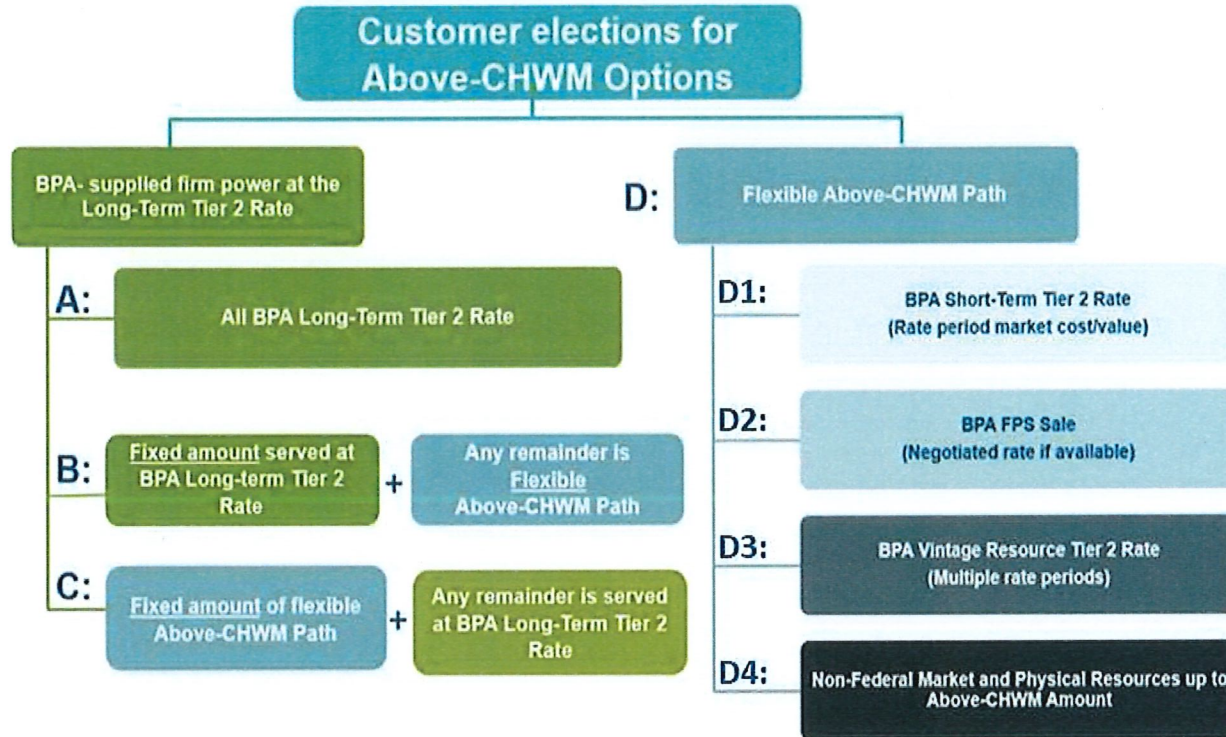 Customer elections for
Above-CHWM Options
BPA- supplied firm power at the
Long-Term Tier 2 Rate
A:
All BPA Long-Term Tier 2 Rate
B:
Fixed amount served at
BPA Long-term Tier 2
Rate
+
Any remainder is
Flexible
Above-CHWM Path
C:
Fixed amount of flexible
Above-CHWM Path
+
Any remainder is served
at BPA Long-Term Tier 2
Rate
D:
Flexible Above-CHWM Path
D1:
BPA Short-Term Tier 2 Rate
(Rate period market cost/value)
D2:
BPA FPS Sale
(Negotiated rate if available)
D3:
BPA Vintage Resource Tier 2 Rate
(Multiple rate periods)
D4:
Non-Federal Market and Physical Resources up to
Above-CHWM Amount